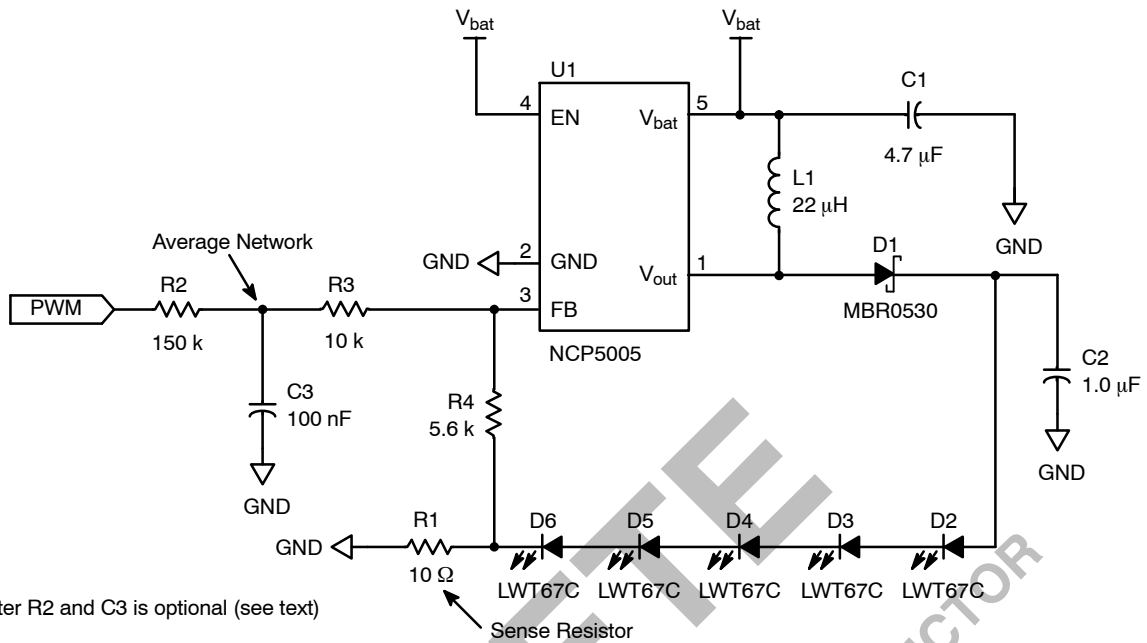 Vbat
Vbat
U1
C1
4
EN
Vbat
5
4.7 μF
L1
22 μH
GND
Average Network
GND
2
GND
Vout
1
D1
MBR0530
PWM
R2
150 k
R3
10 k
3
FB
NCP5005
C2
1.0 μF
GND
C3
100 nF
GND
R4
5.6 k
GND
R1
10 Ω
D6
D5
D4
D3
D2
LWT67C
LWT67C
LWT67C
LWT67C
LWT67C
R2 and C3 is optional (see text)
Sense Resistor